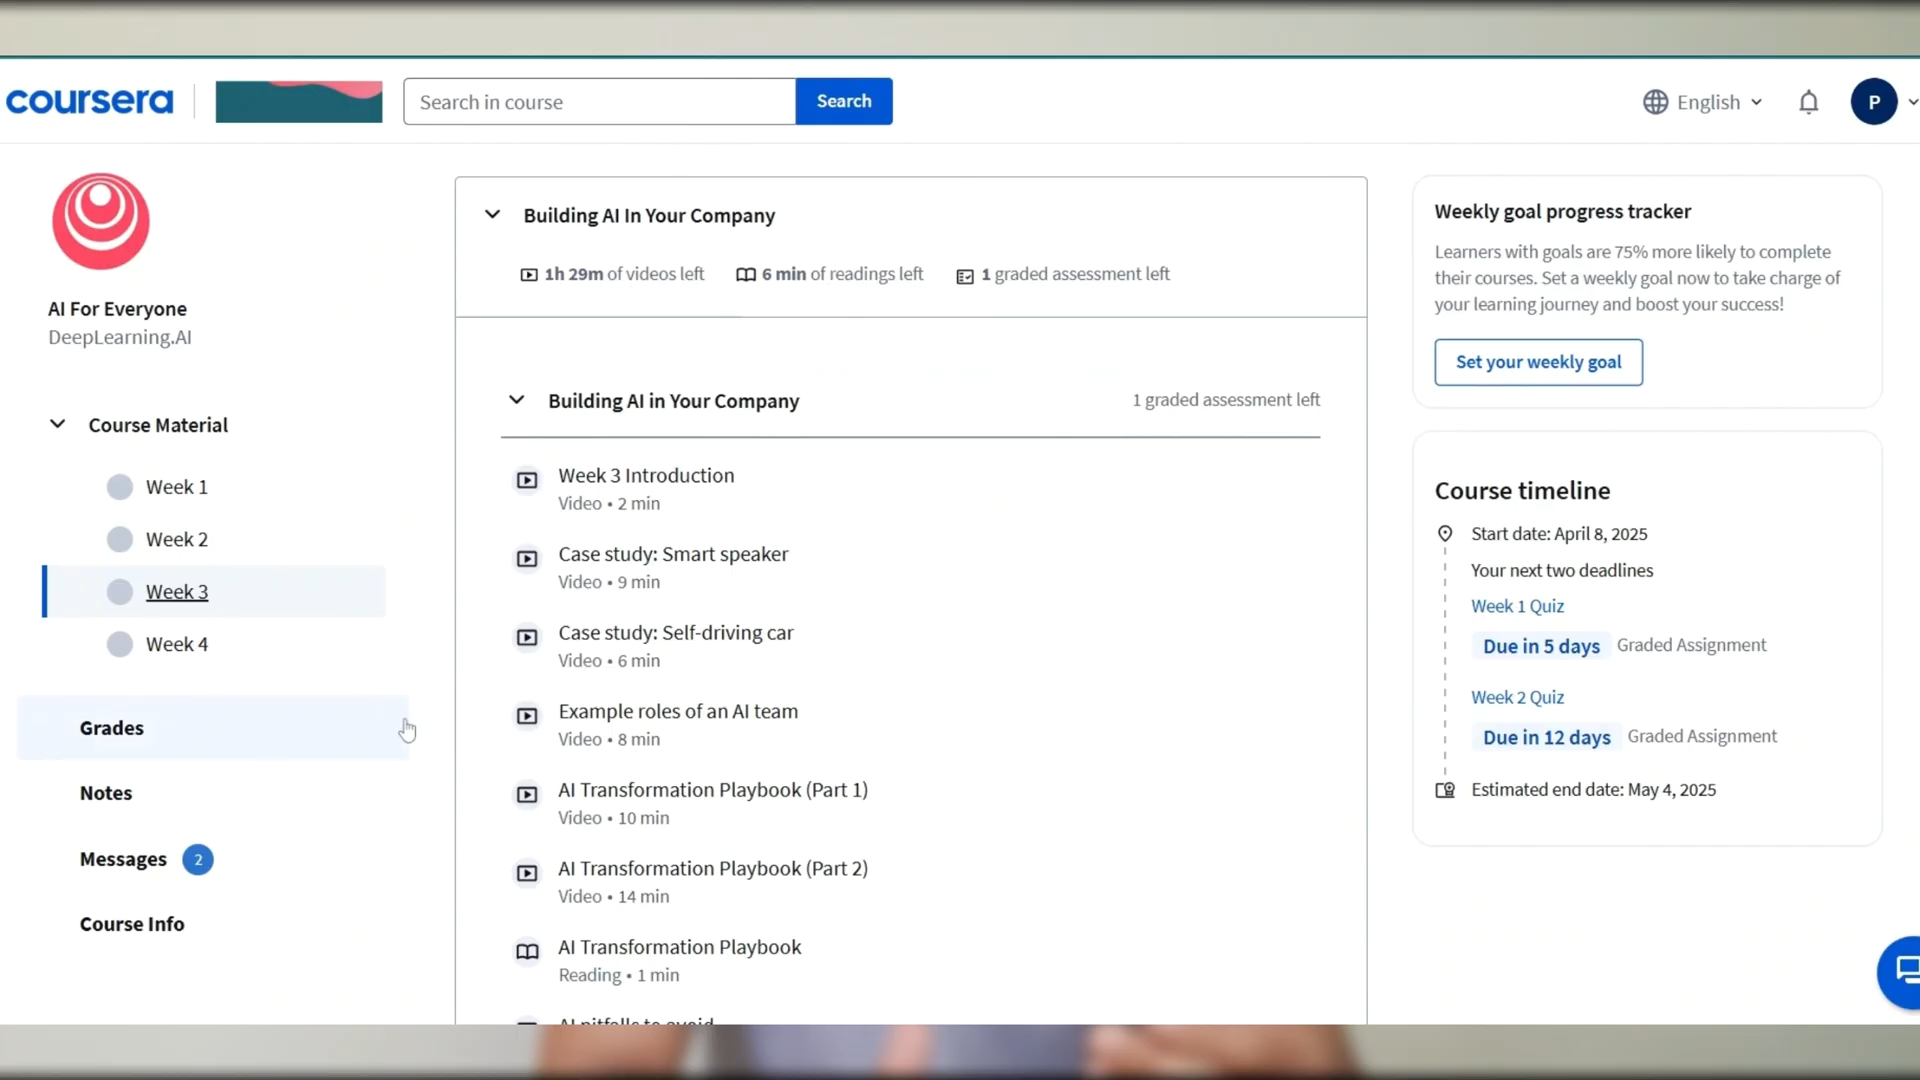 coursera
Search in course
Search
English
P
AI For Everyone
DeepLearning.AI
Course Material
Week 1
Week 2
Week 3
Week 4
Grades
Notes
Messages 2
Course Info
Building AI In Your Company
1h 29m of videos left
6 min of readings left
1 graded assessment left
Building AI in Your Company
1 graded assessment left
Week 3 Introduction
Video • 2 min
Case study: Smart speaker
Video • 9 min
Case study: Self-driving car
Video • 6 min
Example roles of an AI team
Video • 8 min
AI Transformation Playbook (Part 1)
Video • 10 min
AI Transformation Playbook (Part 2)
Video • 14 min
AI Transformation Playbook
Reading • 1 min
AI pitfalls to avoid
Weekly goal progress tracker
Learners with goals are 75% more likely to complete
their courses. Set a weekly goal now to take charge of
your learning journey and boost your success!
Set your weekly goal
Course timeline
Start date: April 8, 2025
Your next two deadlines
Week 1 Quiz
Due in 5 days Graded Assignment
Week 2 Quiz
Due in 12 days Graded Assignment
Estimated end date: May 4, 2025